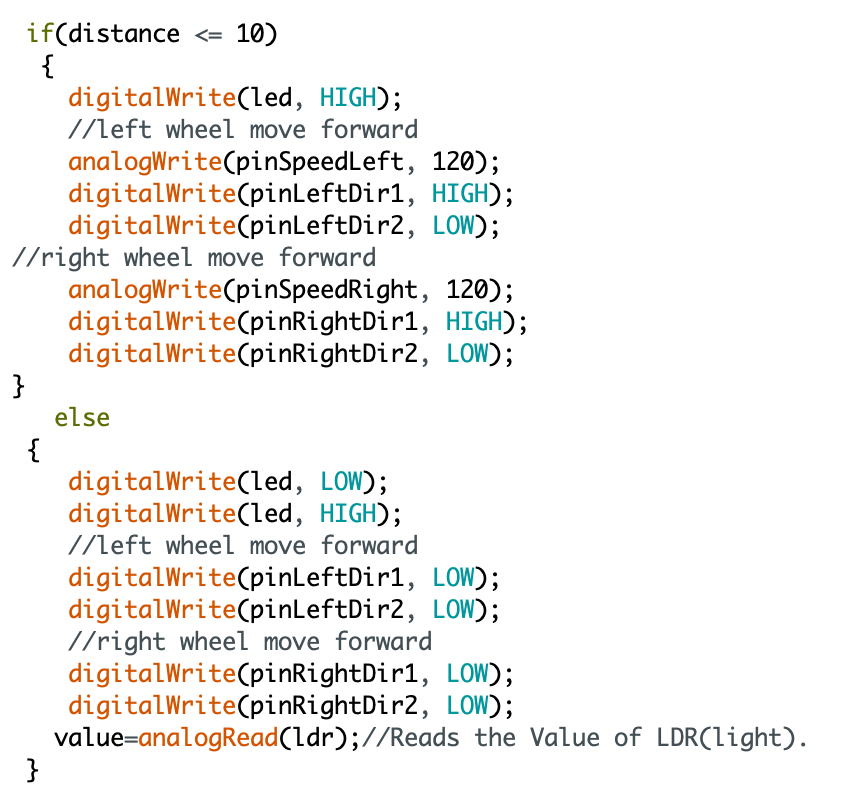 if(distance <= 10)
{
digitalWrite(led, HIGH);
//left wheel move forward
analogWrite(pinSpeedLeft, 120);
digitalWrite(pinLeftDir1, HIGH);
digitalWrite(pinLeftDir2, LOW);
//right wheel move forward
analogWrite(pinSpeedRight, 120);
digitalWrite(pinRightDir1, HIGH);
digitalWrite(pinRightDir2, LOW);
}
else
{
digitalWrite(led, LOW);
digitalWrite(led, HIGH);
//left wheel move forward
digitalWrite(pinLeftDir1, LOW);
digitalWrite(pinLeftDir2, LOW);
//right wheel move forward
digitalWrite(pinRightDir1, LOW);
digitalWrite(pinRightDir2, LOW);
value=analogRead(ldr);//Reads the Value of LDR(light).
}